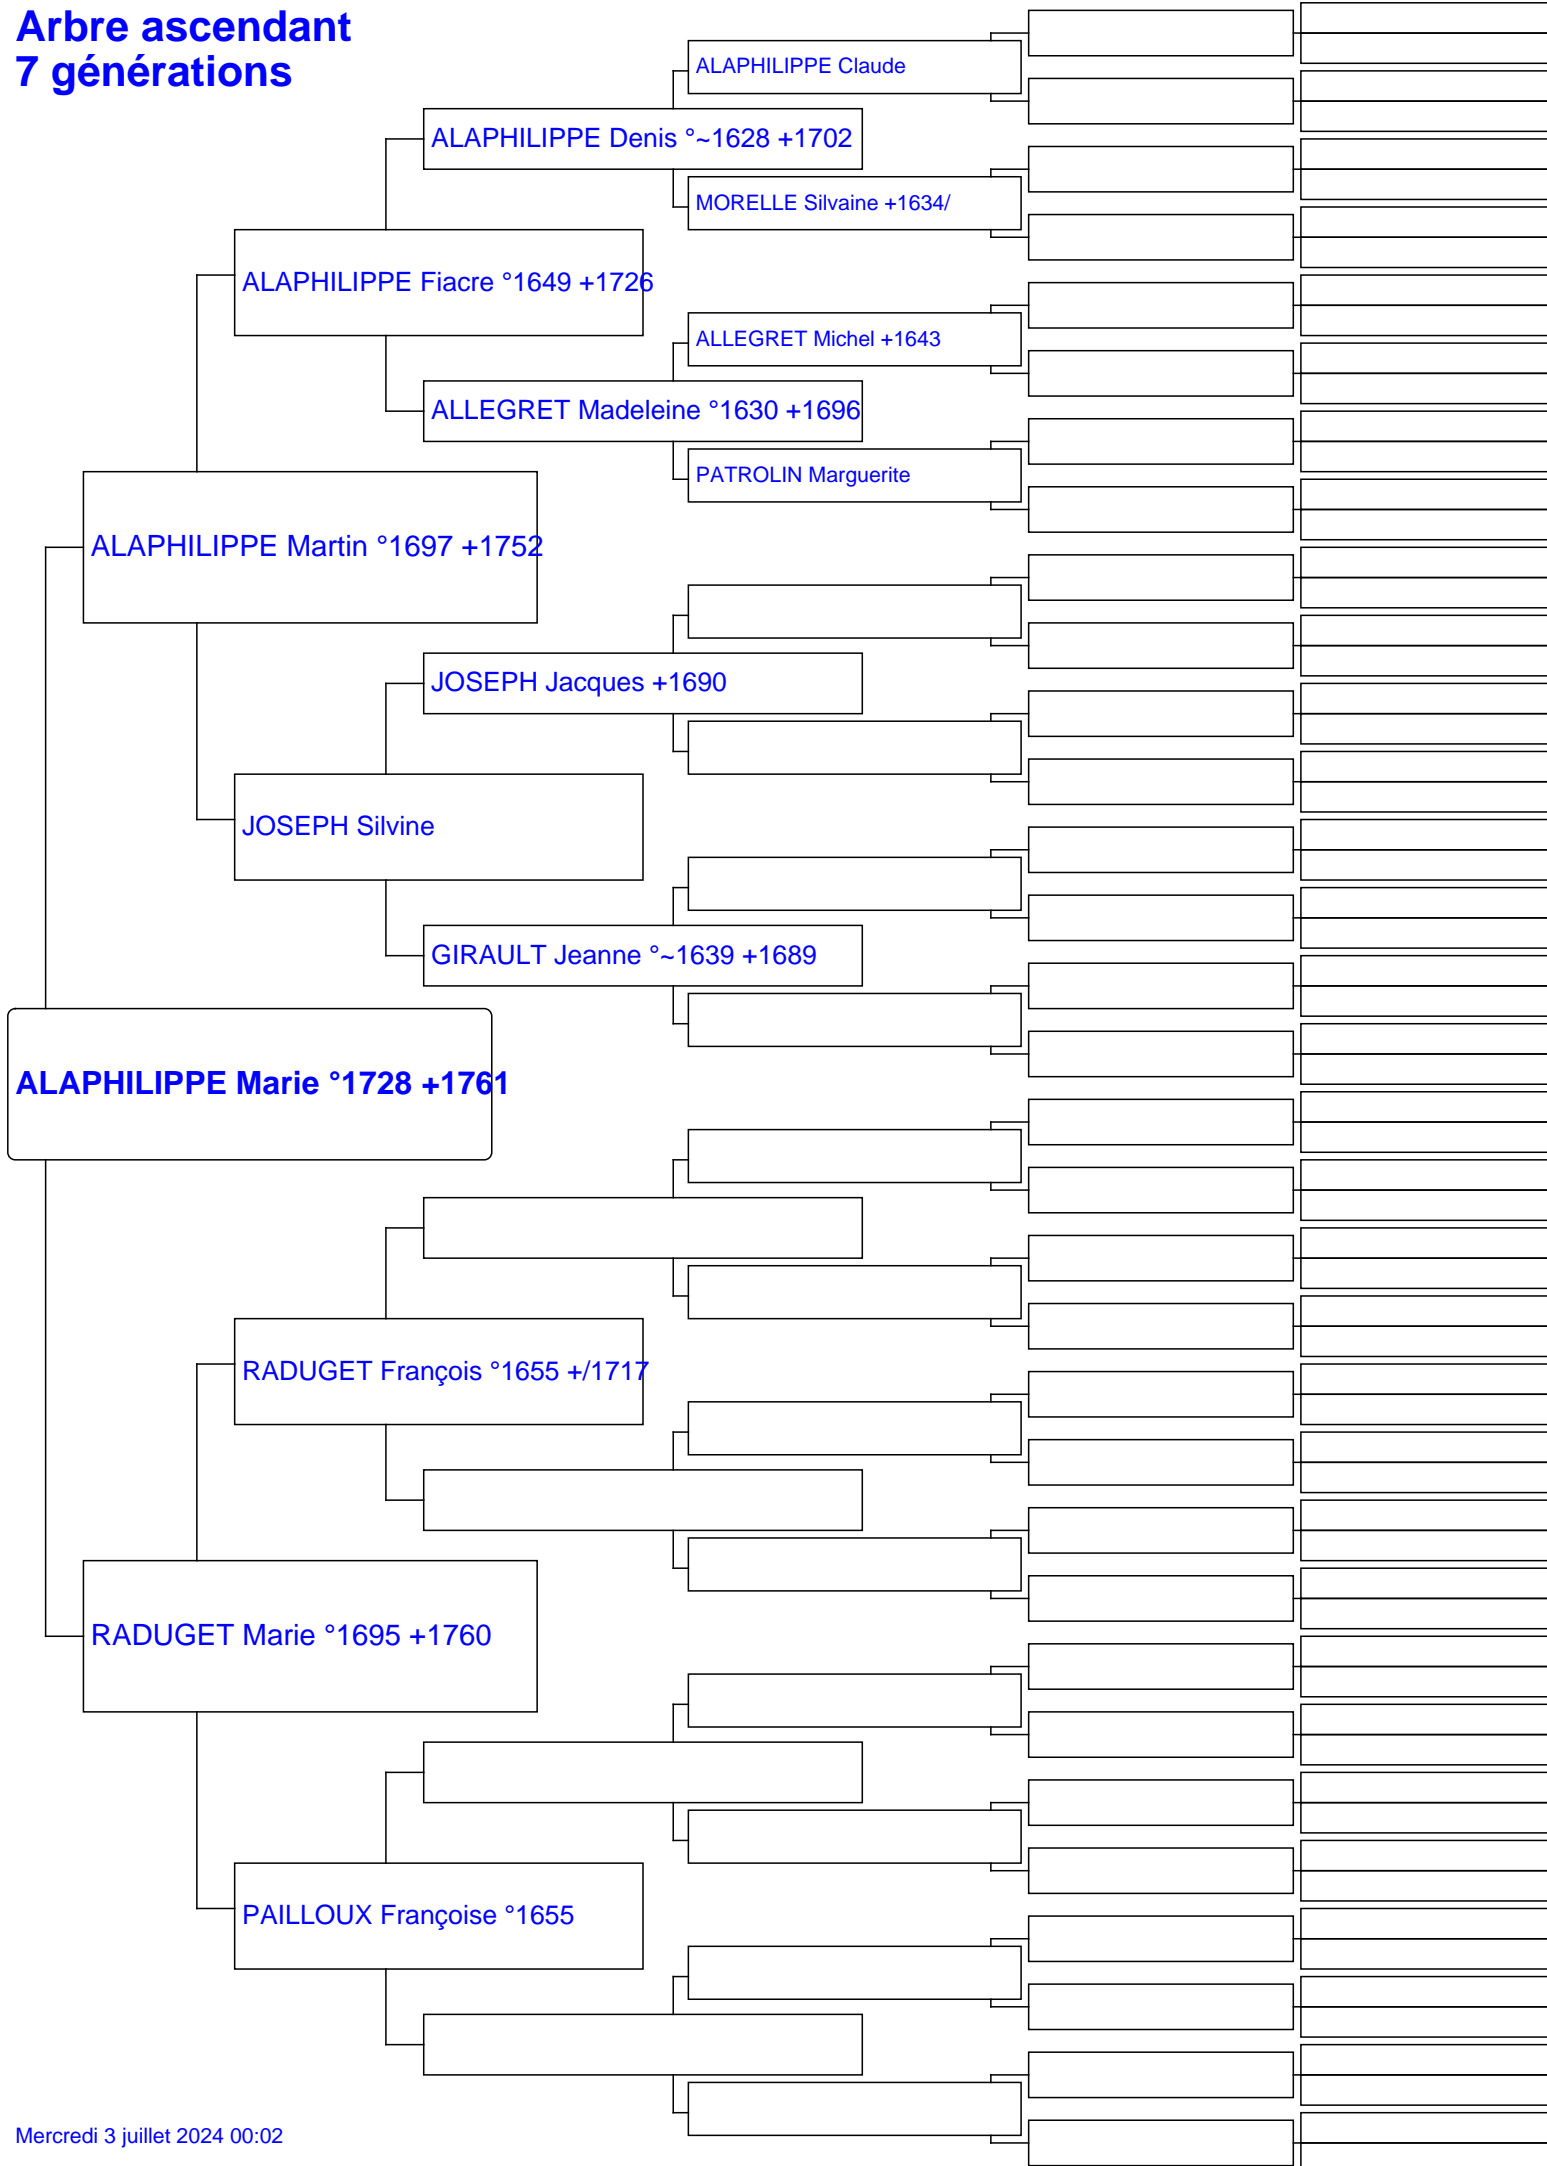 Arbre ascendant
7 générations
ALAPHILIPPE Claude
ALAPHILIPPE Denis °~1628 +1702
MORELLE Silvaine +1634/
ALAPHILIPPE Fiacre °1649 +1726
ALLEGRET Michel +1643
ALLEGRET Madeleine °1630 +1696
PATROLIN Marguerite
ALAPHILIPPE Martin °1697 +1752
JOSEPH Jacques +1690
JOSEPH Silvine
GIRAULT Jeanne °~1639 +1689
ALAPHILIPPE Marie °1728 +1761
RADUGET François °1655 +/1717
RADUGET Marie °1695 +1760
PAILLOUX Françoise °1655
Mercredi 3 juillet 2024 00:02